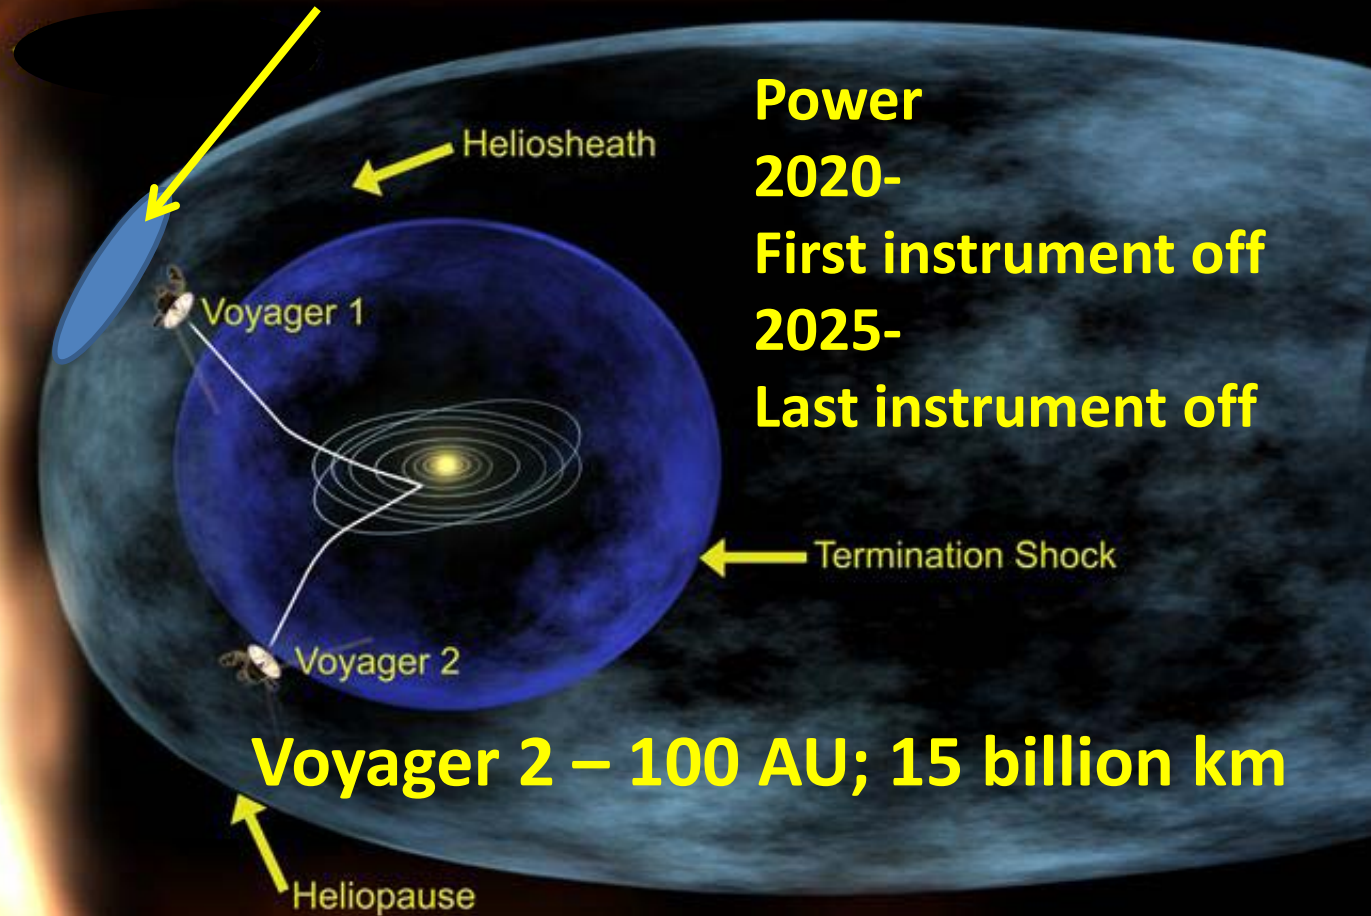 Heliosheath
Power
2020-
First instrument off
2025-
Last instrument off
Voyager 1
Termination Shock
Voyager 2
Voyager 2 – 100 AU; 15 billion km
Heliopause